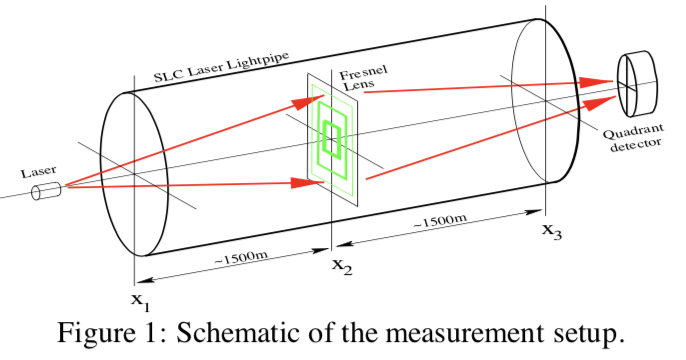 SLC Laser Lightpipe
Fresnel
Lens
Laser
Quadrant
detector
~1500m
~1500m
x1
x2
x3
Figure 1: Schematic of the measurement setup.